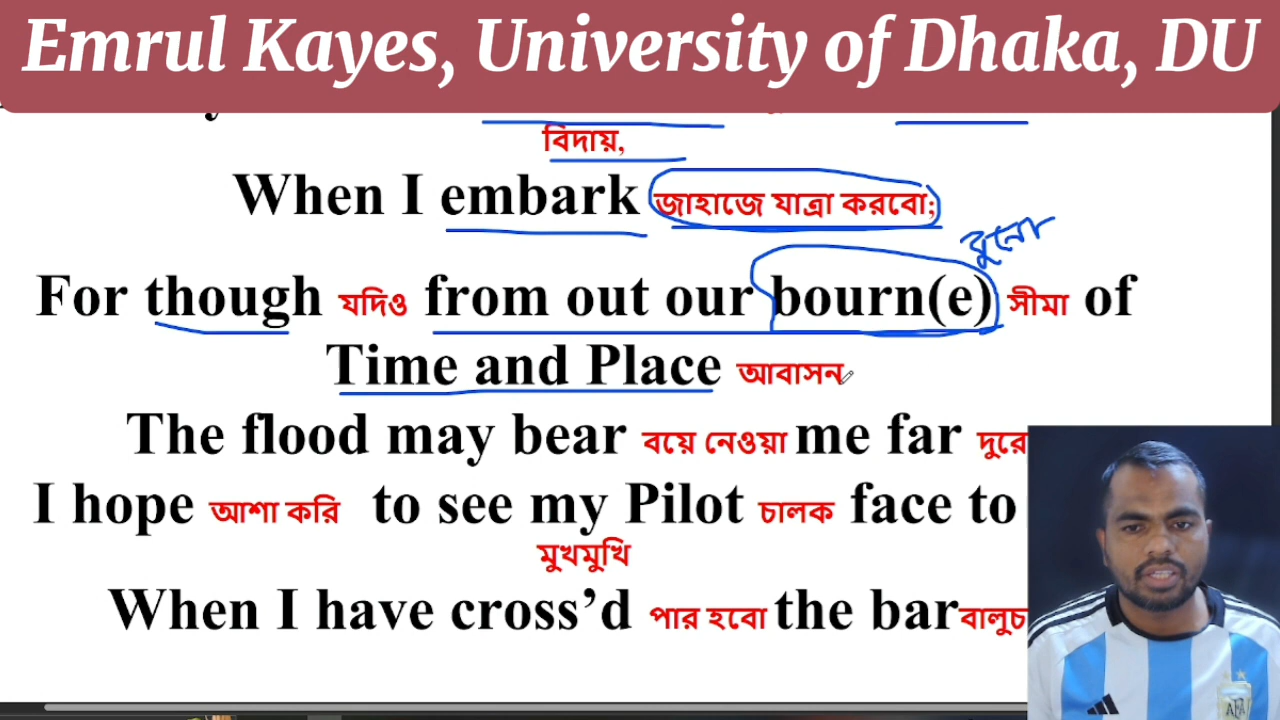 Emrul Kayes, University of Dhaka, DU
বিদায়,
When I embark জাহাজে যাত্রা করবো;
বুনো
For though যদিও from out our bourn(e) সীমা of
Time and Place আবাসন
The flood may bear বয়ে নেওয়া me far দুরে
I hope আশা করি to see my Pilot চালক face to
মুখমুখি
When I have cross’d পার হবো the bar বালুচ
AFA